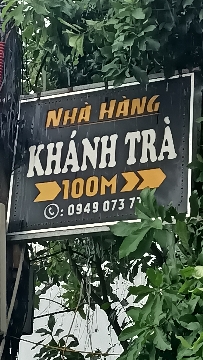 NHÀ HÀNG
KHÁNH TRÀ
100M
: 0949 073 7